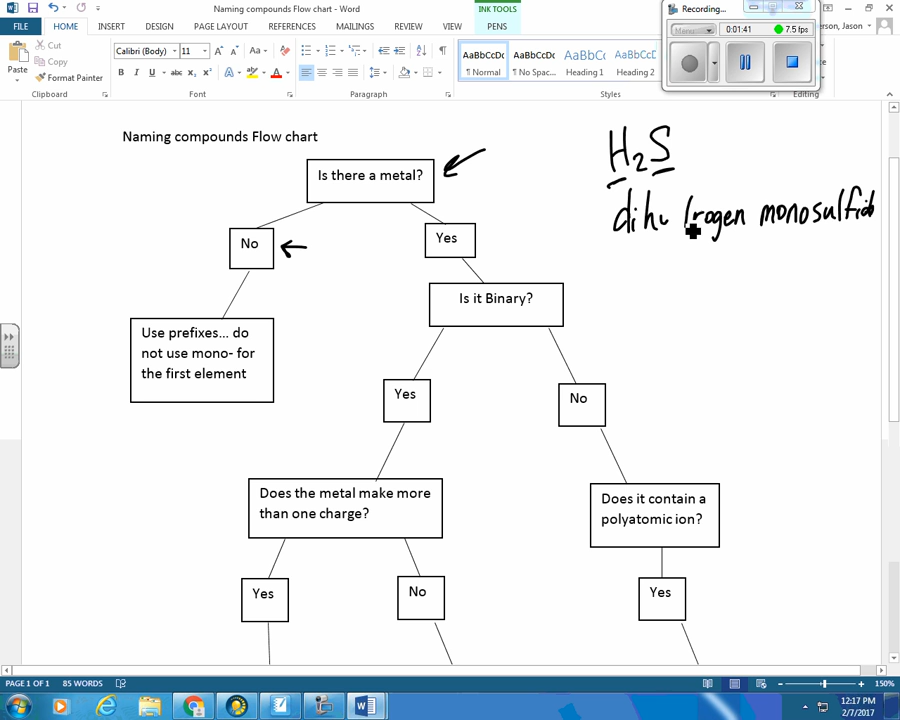 Naming compounds Flow chart - Word
INK TOOLS
Recording...
Menu
0:01:41
7.5 fps
FILE HOME INSERT DESIGN PAGE LAYOUT REFERENCES MAILINGS REVIEW VIEW PENS
erson, Jason
Paste
Cut
Copy
Format Painter
Clipboard
Calibri (Body) 11
Font
Paragraph
AaBbCcDc AaBbCcDc AaBbCc AaBbCcD
¶ Normal ¶ No Spac... Heading 1 Heading 2
Styles
Editing
Naming compounds Flow chart
H2S
Is there a metal?
dihydrogen monosulfide
No
Yes
Is it Binary?
Use prefixes... do
not use mono- for
the first element
Yes
No
Does the metal make more
than one charge?
Does it contain a
polyatomic ion?
Yes
No
Yes
PAGE 1 OF 1 85 WORDS
150%
12:17 PM
2/7/2017